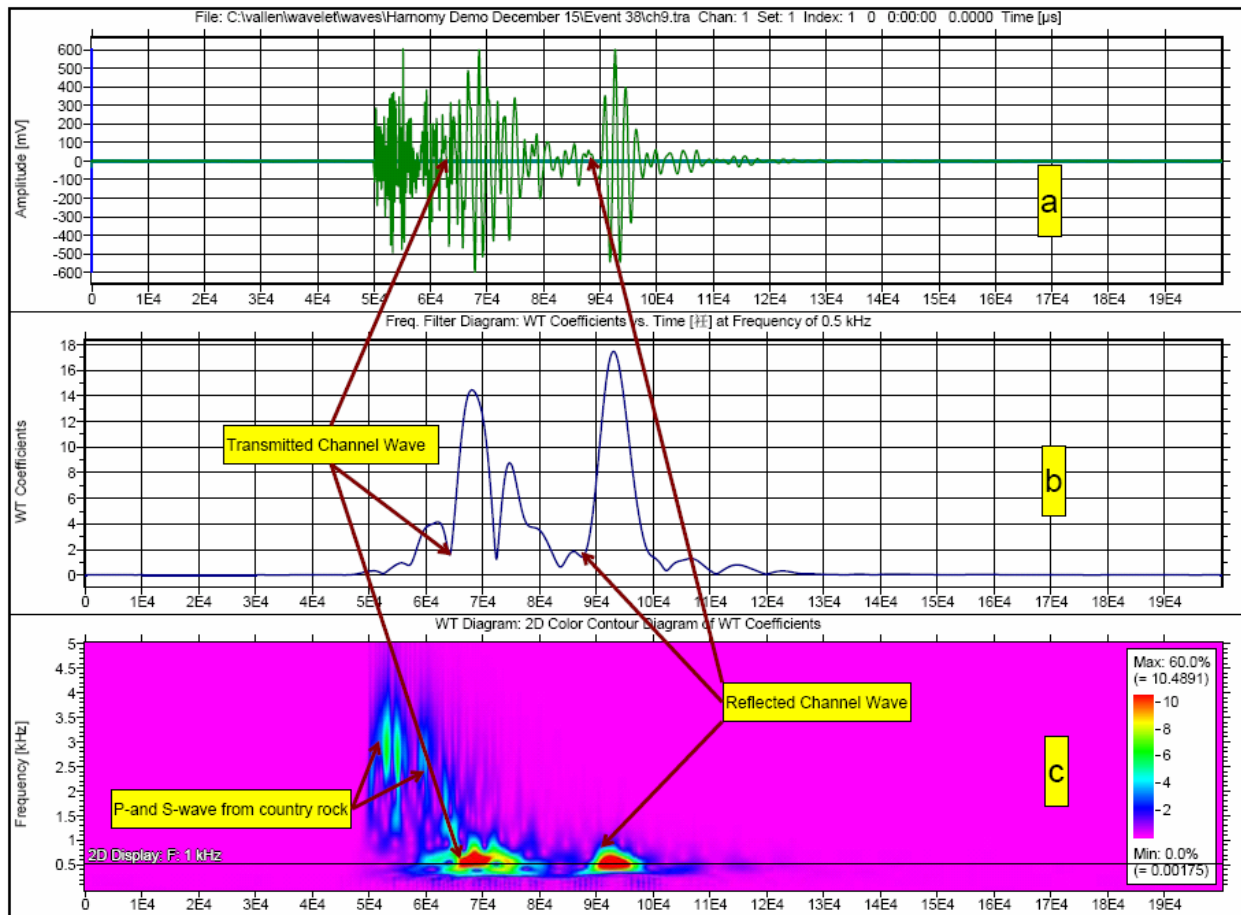 File: C:\vallen\wavelet\waves\Harnomy Demo December 15\Event 38\ch9.tra Chan: 1 Set: 1 Index: 1 0 0:00:00 0.0000 Time [µs]
Amplitude [mV]
600
500
400
300
200
100
0
-100
-200
-300
-400
-500
-600
a
0 1E4 2E4 3E4 4E4 5E4 6E4 7E4 8E4 9E4 10E4 11E4 12E4 13E4 14E4 15E4 16E4 17E4 18E4 19E4
Freq. Filter Diagram: WT Coefficients vs. Time [祄] at Frequency of 0.5 kHz
WT Coefficients
18
16
14
12
10
8
6
4
2
0
Transmitted Channel Wave
b
0 1E4 2E4 3E4 4E4 5E4 6E4 7E4 8E4 9E4 10E4 11E4 12E4 13E4 14E4 15E4 16E4 17E4 18E4 19E4
WT Diagram: 2D Color Contour Diagram of WT Coefficients
Frequency [kHz]
5
4.5
4
3.5
3
2.5
2
1.5
1
0.5
0
Max: 60.0%
(= 10.4891)
10
8
6
4
2
Min: 0.0%
(= 0.00175)
Reflected Channel Wave
c
P-and S-wave from country rock
2D Display: F: 1 kHz
0 1E4 2E4 3E4 4E4 5E4 6E4 7E4 8E4 9E4 10E4 11E4 12E4 13E4 14E4 15E4 16E4 17E4 18E4 19E4